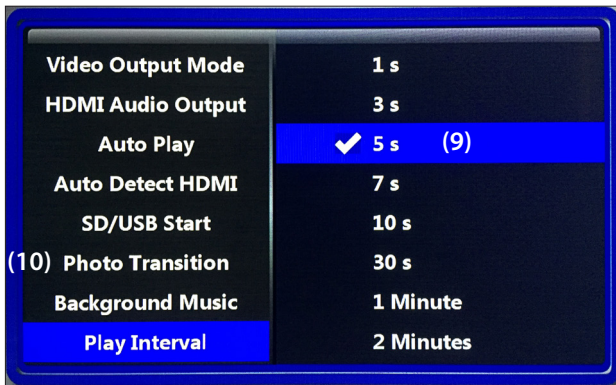 Video Output Mode
HDMI Audio Output
Auto Play
Auto Detect HDMI
SD/USB Start
(10) Photo Transition
Background Music
Play Interval
1 s
3 s
5 s (9)
7 s
10 s
30 s
1 Minute
2 Minutes